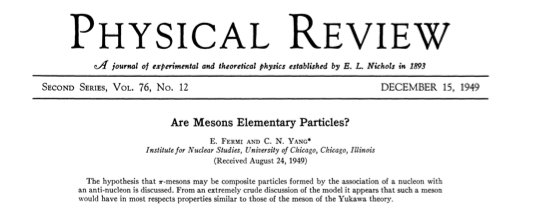 PHYSICAL REVIEW
A journal of experimental and theoretical physics established by E. L. Nichols in 1893
SECOND SERIES, VOL. 76, NO. 12 DECEMBER 15, 1949
Are Mesons Elementary Particles?
E. FERMI AND C. N. YANG*
Institute for Nuclear Studies, University of Chicago, Chicago, Illinois
(Received August 24, 1949)
The hypothesis that π-mesons may be composite particles formed by the association of a nucleon with
an anti-nucleon is discussed. From an extremely crude discussion of the model it appears that such a meson
would have in most respects properties similar to those of the meson of the Yukawa theory.